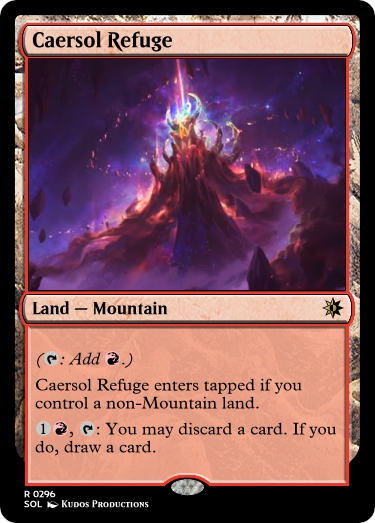 Caersol Refuge
Land — Mountain
(T: Add R.)
Caersol Refuge enters tapped if you
control a non-Mountain land.
1 R, T: You may discard a card. If you
do, draw a card.
R 0296
SOL Kudos Productions